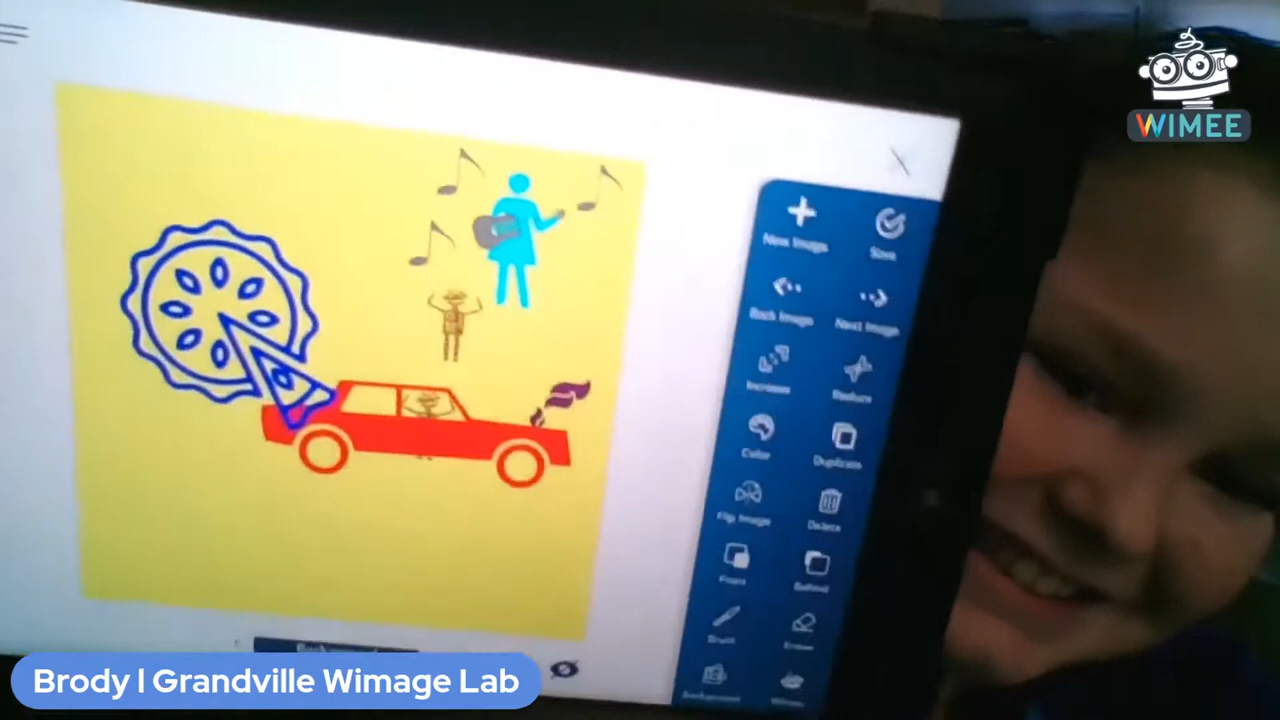 WIMEE
New Image
Save
Back Image
Next Image
Increase
Reduce
Color
Duplicate
Flip Image
Delete
Front
Behind
Brush
Eraser
Background
Brody | Grandville Wimage Lab